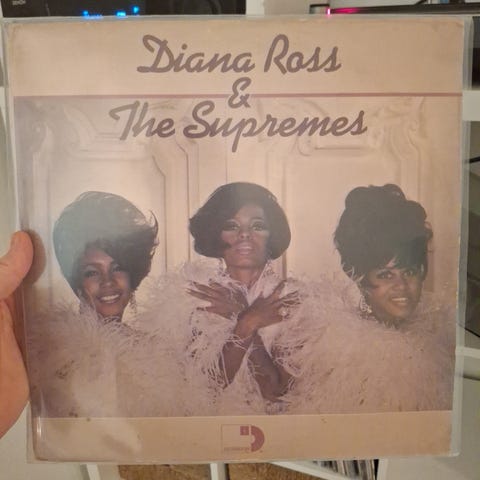 Diana Ross
&
The Supremes